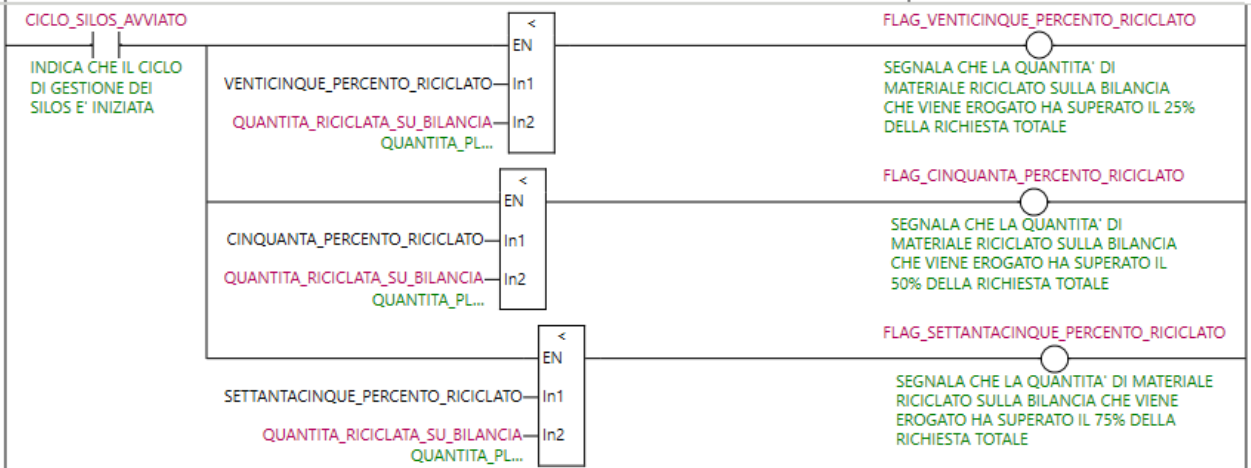 CICLO_SILOS_AVVIATO
INDICA CHE IL CICLO
DI GESTIONE DEI
SILOS E' INIZIATA
<
EN
VENTICINQUE_PERCENTO_RICICLATO
In1
QUANTITA_RICICLATA_SU_BILANCIA
In2
QUANTITA_PL...
FLAG_VENTICINQUE_PERCENTO_RICICLATO
SEGNALA CHE LA QUANTITA' DI
MATERIALE RICICLATO SULLA BILANCIA
CHE VIENE EROGATO HA SUPERATO IL 25%
DELLA RICHIESTA TOTALE
<
EN
CINQUANTA_PERCENTO_RICICLATO
In1
QUANTITA_RICICLATA_SU_BILANCIA
In2
QUANTITA_PL...
FLAG_CINQUANTA_PERCENTO_RICICLATO
SEGNALA CHE LA QUANTITA' DI
MATERIALE RICICLATO SULLA BILANCIA
CHE VIENE EROGATO HA SUPERATO IL
50% DELLA RICHIESTA TOTALE
<
EN
SETTANTACINQUE_PERCENTO_RICICLATO
In1
QUANTITA_RICICLATA_SU_BILANCIA
In2
QUANTITA_PL...
FLAG_SETTANTACINQUE_PERCENTO_RICICLATO
SEGNALA CHE LA QUANTITA' DI MATERIALE
RICICLATO SULLA BILANCIA CHE VIENE
EROGATO HA SUPERATO IL 75% DELLA
RICHIESTA TOTALE